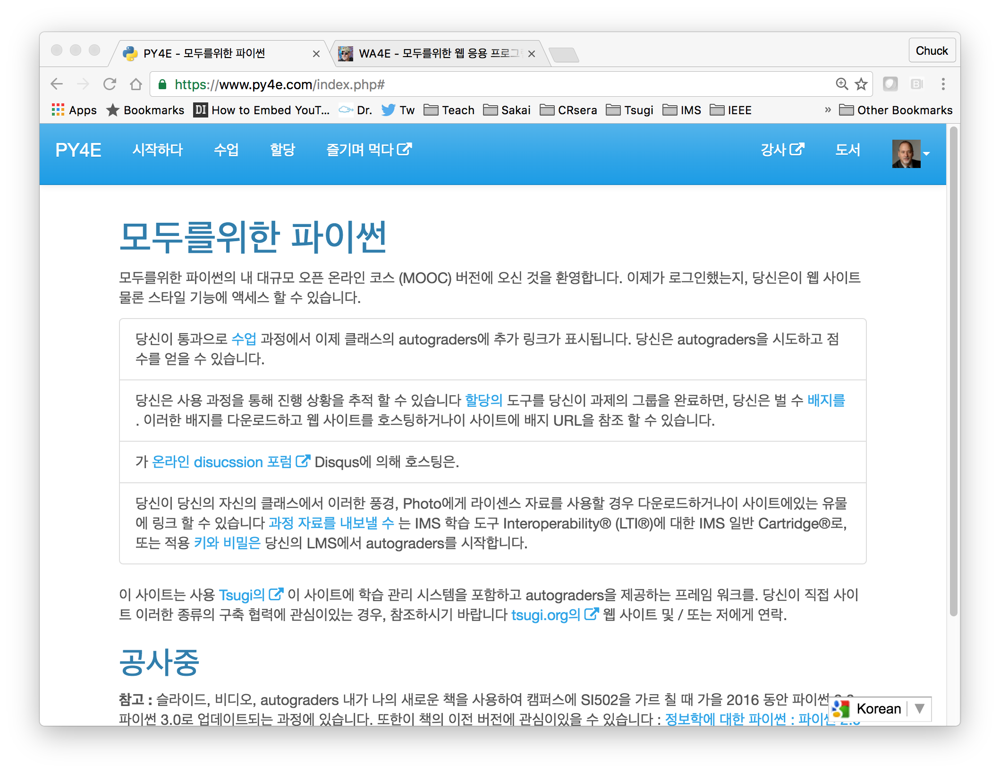 PY4E - 모두를위한 파이썬
WA4E - 모두를위한 웹 응용 프로그
Chuck
https://www.py4e.com/index.php#
Apps Bookmarks DI How to Embed YouT... Dr. Tw Teach Sakai CRsera Tsugi IMS IEEE » Other Bookmarks
PY4E 시작하다 수업 할당 즐기며 먹다 강사 도서
모두를위한 파이썬
모두를위한 파이썬의 내 대규모 오픈 온라인 코스 (MOOC) 버전에 오신 것을 환영합니다. 이제가 로그인했는지, 당신은이 웹 사이트
물론 스타일 기능에 액세스 할 수 있습니다.
당신이 통과으로 수업 과정에서 이제 클래스의 autograders에 추가 링크가 표시됩니다. 당신은 autograders을 시도하고 점
수를 얻을 수 있습니다.
당신은 사용 과정을 통해 진행 상황을 추적 할 수 있습니다 할당의 도구를 당신이 과제의 그룹을 완료하면, 당신은 벌 수 배지를
. 이러한 배지를 다운로드하고 웹 사이트를 호스팅하거나이 사이트에 배지 URL을 참조 할 수 있습니다.
가 온라인 disucssion 포럼 Disqus에 의해 호스팅은.
당신이 당신의 자신의 클래스에서 이러한 풍경, Photo에게 라이센스 자료를 사용할 경우 다운로드하거나이 사이트에있는 유물
에 링크 할 수 있습니다 과정 자료를 내보낼 수 는 IMS 학습 도구 Interoperability® (LTI®)에 대한 IMS 일반 Cartridge®로,
또는 적용 키와 비밀은 당신의 LMS에서 autograders를 시작합니다.
이 사이트는 사용 Tsugi의 이 사이트에 학습 관리 시스템을 포함하고 autograders을 제공하는 프레임 워크를. 당신이 직접 사이
트 이러한 종류의 구축 협력에 관심이있는 경우, 참조하시기 바랍니다 tsugi.org의 웹 사이트 및 / 또는 저에게 연락.
공사중
참고 : 슬라이드, 비디오, autograders 내가 나의 새로운 책을 사용하여 캠퍼스에 SI502을 가르 칠 때 가을 2016 동안 파이썬
파이썬 3.0로 업데이트되는 과정에 있습니다. 또한이 책의 이전 버전에 관심이있을 수 있습니다 : 정보학에 대한 파이썬 : 파이썬
Korean